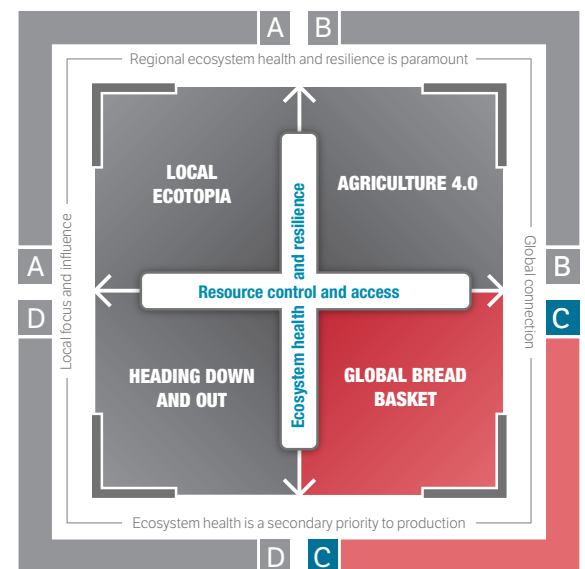 A B
Regional ecosystem health and resilience is paramount
LOCAL
ECOTOPIA
AGRICULTURE 4.0
Ecosystem health and resilience
A
B
Local focus and influence
Global connection
Resource control and access
D
C
HEADING DOWN
AND OUT
GLOBAL BREAD
BASKET
Ecosystem health is a secondary priority to production
D C